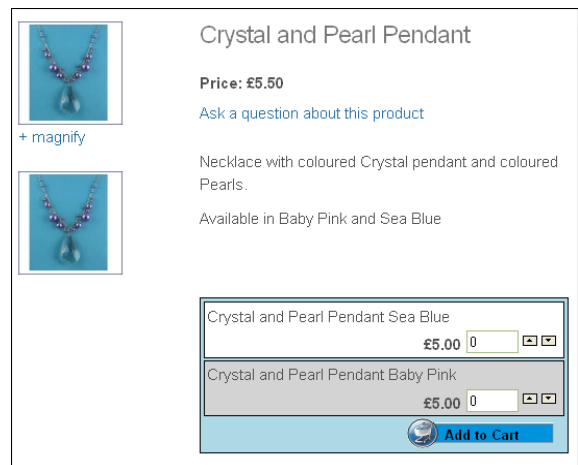 Crystal and Pearl Pendant
Price: £5.50
Ask a question about this product
+ magnify
Necklace with coloured Crystal pendant and coloured
Pearls.
Available in Baby Pink and Sea Blue
Crystal and Pearl Pendant Sea Blue
£5.00 0
Crystal and Pearl Pendant Baby Pink
£5.00 0
Add to Cart